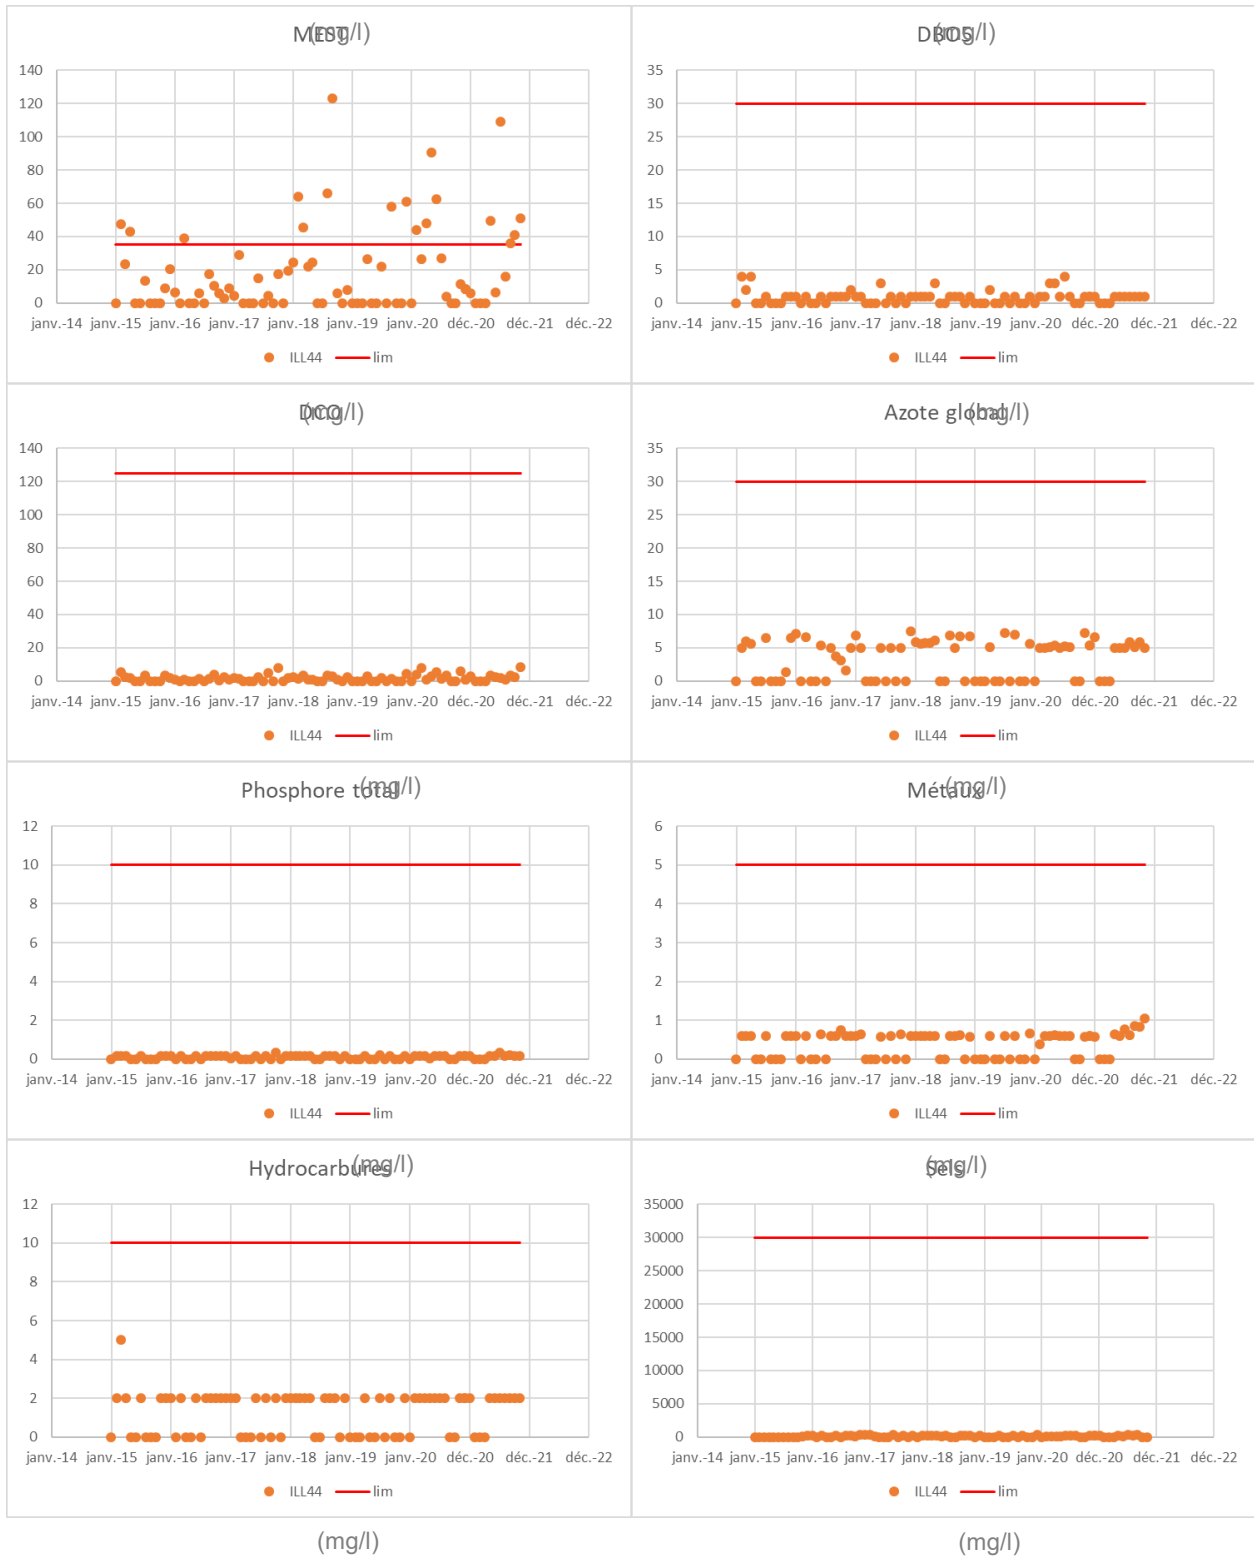 MEST (mg/l)
140
120
100
80
60
40
20
0
janv.-14 janv.-15 janv.-16 janv.-17 janv.-18 janv.-19 janv.-20 déc.-20 déc.-21 déc.-22
ILL44 lim
DBO5 (mg/l)
35
30
25
20
15
10
5
0
janv.-14 janv.-15 janv.-16 janv.-17 janv.-18 janv.-19 janv.-20 déc.-20 déc.-21 déc.-22
ILL44 lim
DCO (mg/l)
140
120
100
80
60
40
20
0
janv.-14 janv.-15 janv.-16 janv.-17 janv.-18 janv.-19 janv.-20 déc.-20 déc.-21 déc.-22
ILL44 lim
Azote global (mg/l)
35
30
25
20
15
10
5
0
janv.-14 janv.-15 janv.-16 janv.-17 janv.-18 janv.-19 janv.-20 déc.-20 déc.-21 déc.-22
ILL44 lim
Phosphore total (mg/l)
12
10
8
6
4
2
0
janv.-14 janv.-15 janv.-16 janv.-17 janv.-18 janv.-19 janv.-20 déc.-20 déc.-21 déc.-22
ILL44 lim
Métaux (mg/l)
6
5
4
3
2
1
0
janv.-14 janv.-15 janv.-16 janv.-17 janv.-18 janv.-19 janv.-20 déc.-20 déc.-21 déc.-22
ILL44 lim
Hydrocarbures (mg/l)
12
10
8
6
4
2
0
janv.-14 janv.-15 janv.-16 janv.-17 janv.-18 janv.-19 janv.-20 déc.-20 déc.-21 déc.-22
ILL44 lim
Sels (mg/l)
35000
30000
25000
20000
15000
10000
5000
0
janv.-14 janv.-15 janv.-16 janv.-17 janv.-18 janv.-19 janv.-20 déc.-20 déc.-21 déc.-22
ILL44 lim
(mg/l)
(mg/l)